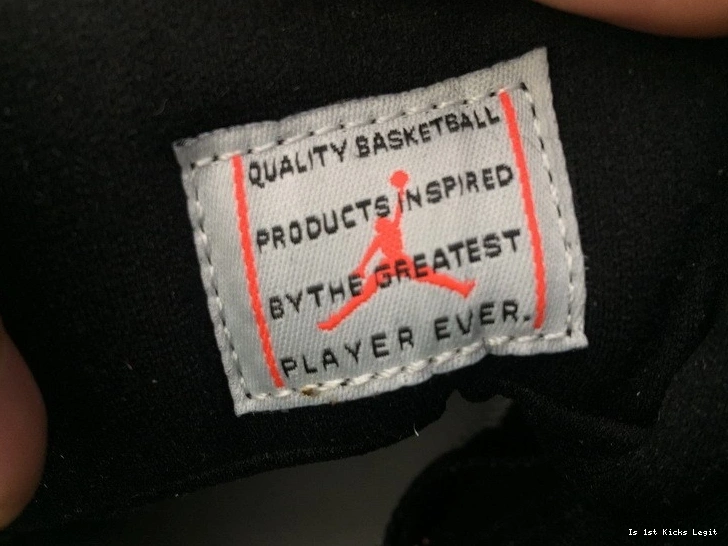 QUALITY BASKETBALL
PRODUCTS INSPIRED
BYTHE GREATEST
PLAYER EVER.
Is 1st Kicks Legit